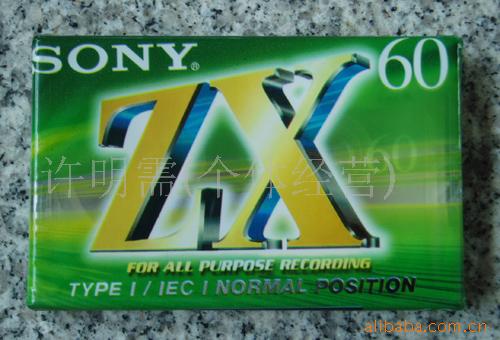 SONY® 60
ZX
60
许明需(个体经营)
FOR ALL PURPOSE RECORDING
TYPE I / IEC I NORMAL POSITION
alibaba.com.cn